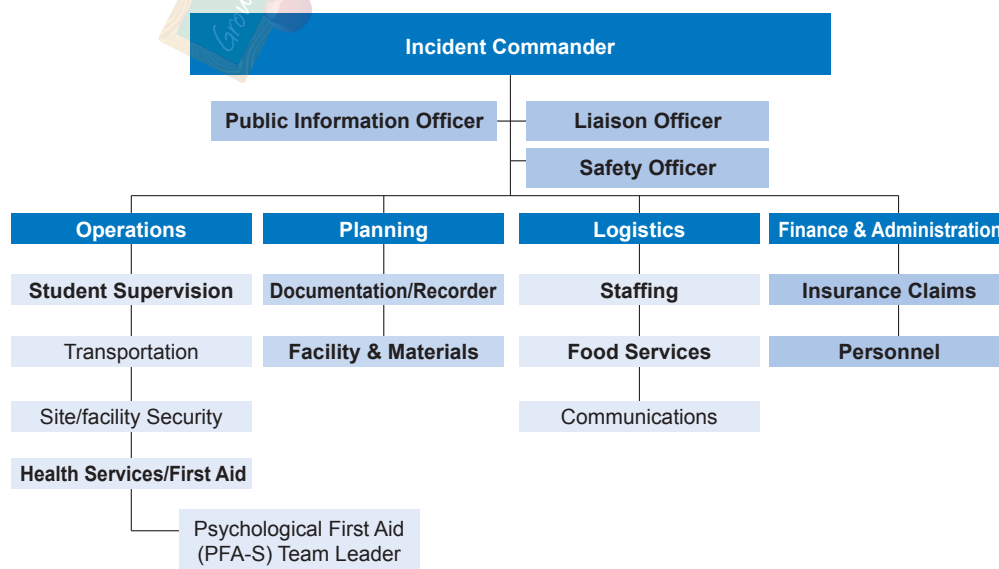 Grow
Incident Commander
Public Information Officer
Liaison Officer
Safety Officer
Operations
Planning
Logistics
Finance & Administration
Student Supervision
Documentation/Recorder
Staffing
Insurance Claims
Transportation
Facility & Materials
Food Services
Personnel
Site/facility Security
Communications
Health Services/First Aid
Psychological First Aid
(PFA-S) Team Leader